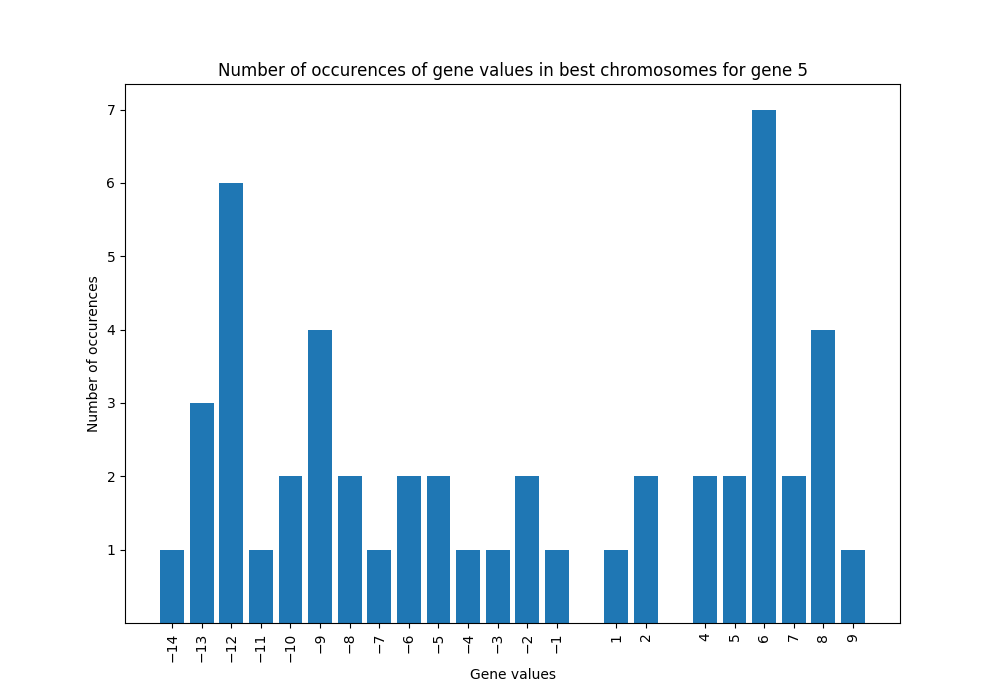 Number of occurences of gene values in best chromosomes for gene 5
7
6
5
4
3
2
1
Number of occurences
−14 −13 −12 −11 −10 −9 −8 −7 −6 −5 −4 −3 −2 −1 1 2 4 5 6 7 8 9
Gene values